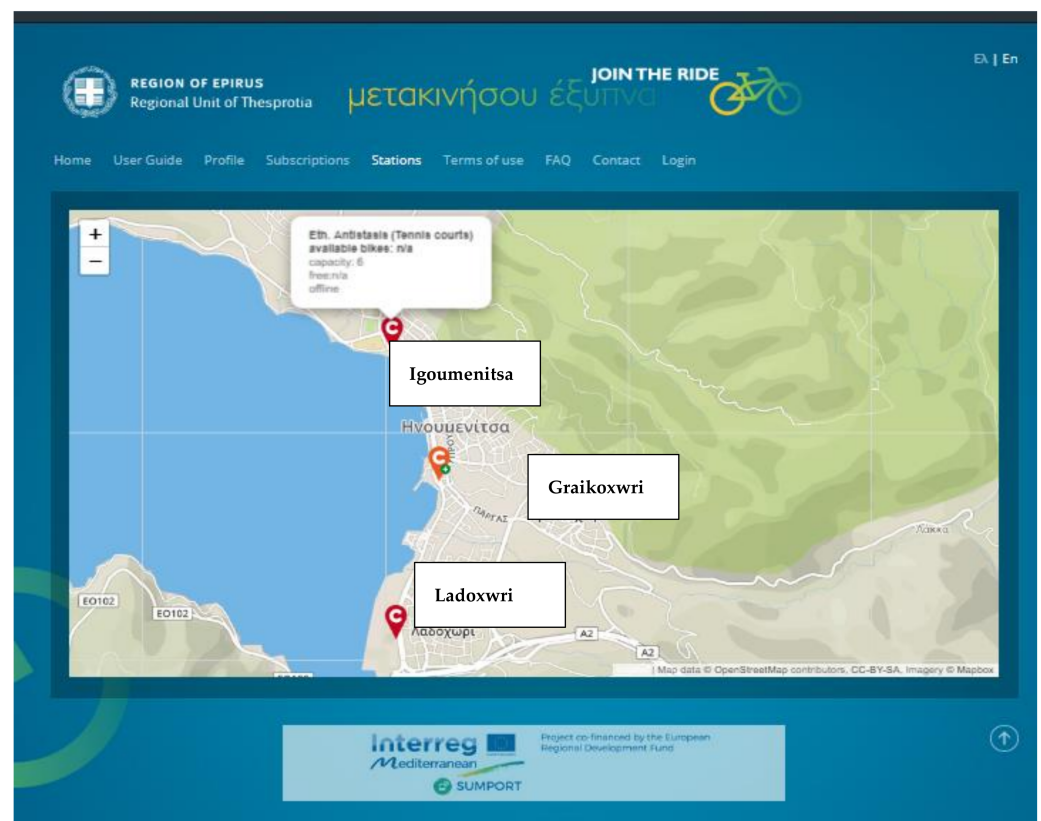 Ελ | En
REGION OF EPIRUS
Regional Unit of Thesprotia
μετακινήσου έξυπνα
JOIN THE RIDE
Home User Guide Profile Subscriptions Stations Terms of use FAQ Contact Login
+
−
Eth. Antistasis (Tennis courts)
available bikes: n/a
capacity: 6
free:n/a
offline
C
Igoumenitsa
Ηγουμενίτσα
C
Graikoxwri
ΠΑΡΓΑΣ
Λακκα
Ladoxwri
C
Λαδοχωρι
EO102
EO102
A2
A2
| Map data © OpenStreetMap contributors, CC-BY-SA, Imagery © Mapbox
Interreg
Mediterranean
SUMPORT
Project co-financed by the European
Regional Development Fund